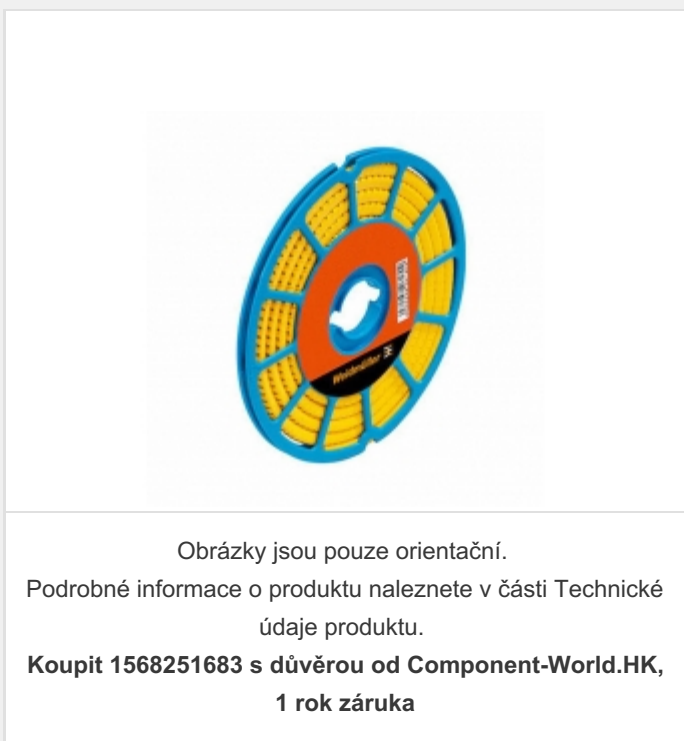 Weidmüller
Obrázky jsou pouze orientační.
Podrobné informace o produktu naleznete v části Technické
údaje produktu.
Koupit 1568251683 s důvěrou od Component-World.HK,
1 rok záruka